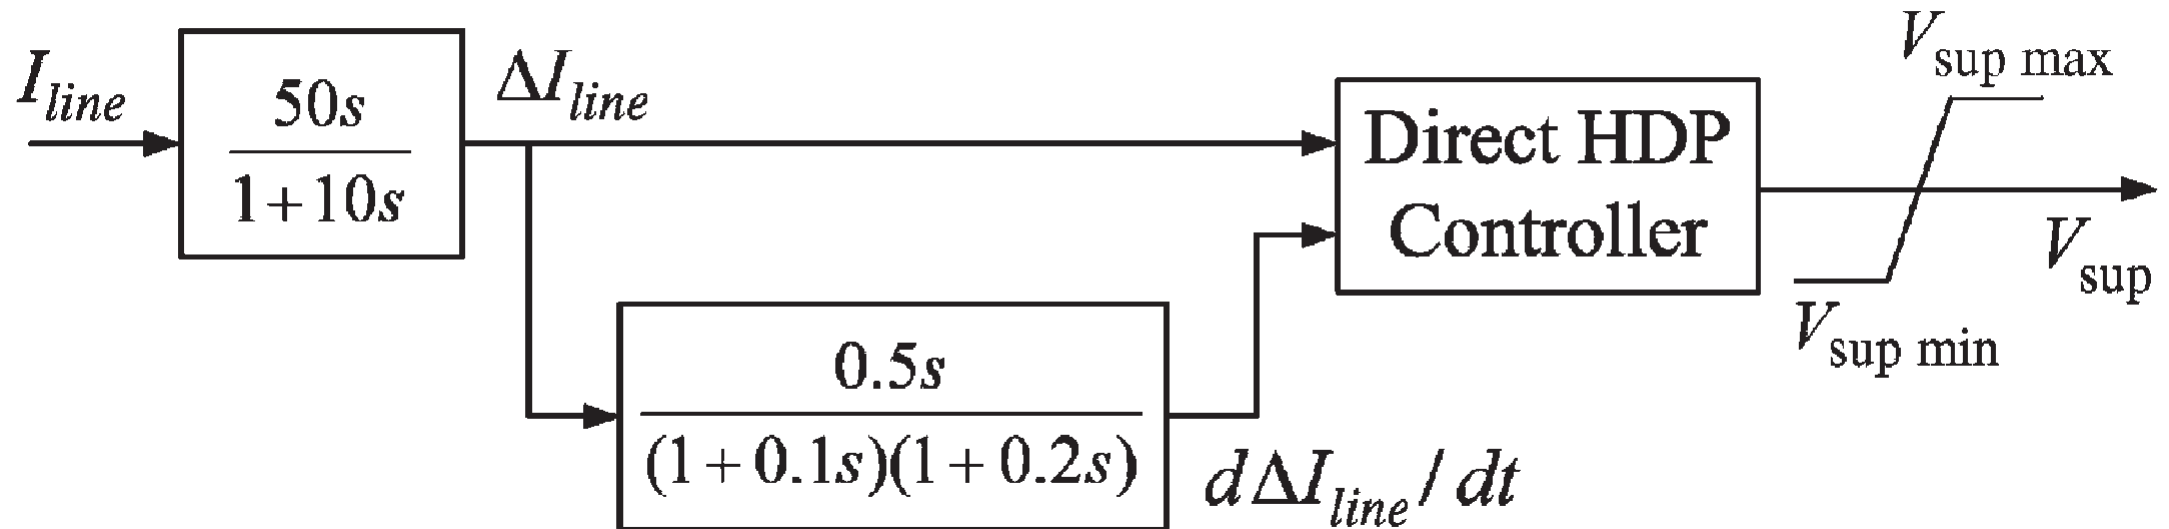 I_line
50s
1+10s
ΔI_line
Direct HDP
Controller
V_sup max
V_sup
V_sup min
0.5s
(1+0.1s)(1+0.2s)
dΔI_line / dt